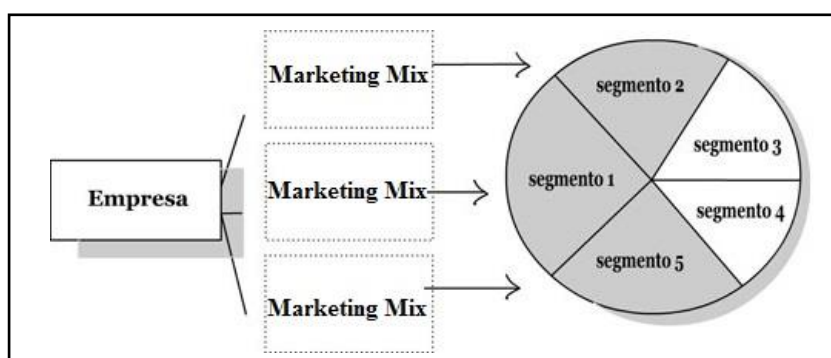 Empresa
Marketing Mix
Marketing Mix
Marketing Mix
segmento 1
segmento 2
segmento 3
segmento 4
segmento 5